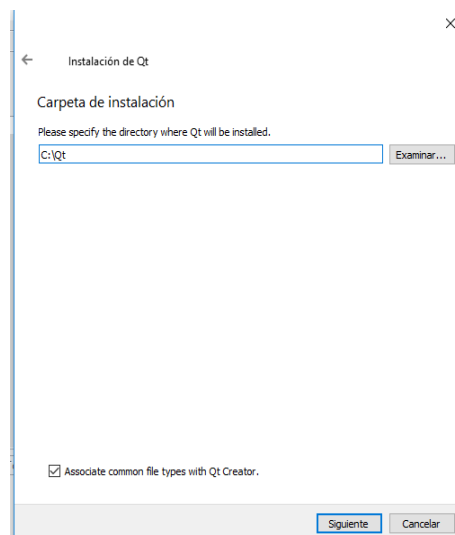 Instalación de Qt
Carpeta de instalación
Please specify the directory where Qt will be installed.
C:\Qt
Examinar...
Associate common file types with Qt Creator.
Siguiente
Cancelar